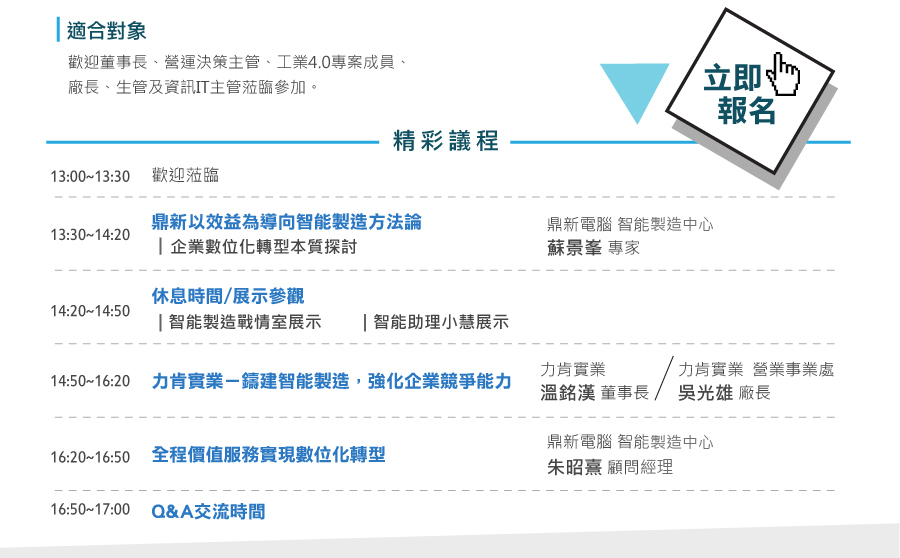 適合對象
歡迎董事長、營運決策主管、工業4.0專案成員、
廠長、生管及資訊IT主管蒞臨參加。
立即
報名
精彩議程
13:00~13:30 歡迎蒞臨
13:30~14:20 鼎新以效益為導向智能製造方法論
|企業數位化轉型本質探討
鼎新電腦 智能製造中心
蘇景峯 專家
14:20~14:50 休息時間/展示參觀
|智能製造戰情室展示 |智能助理小慧展示
14:50~16:20 力肯實業－鑄建智能製造，強化企業競爭能力
力肯實業
溫銘漢 董事長
/
力肯實業 營業事業處
吳光雄 廠長
16:20~16:50 全程價值服務實現數位化轉型
鼎新電腦 智能製造中心
朱昭熹 顧問經理
16:50~17:00 Q&A交流時間